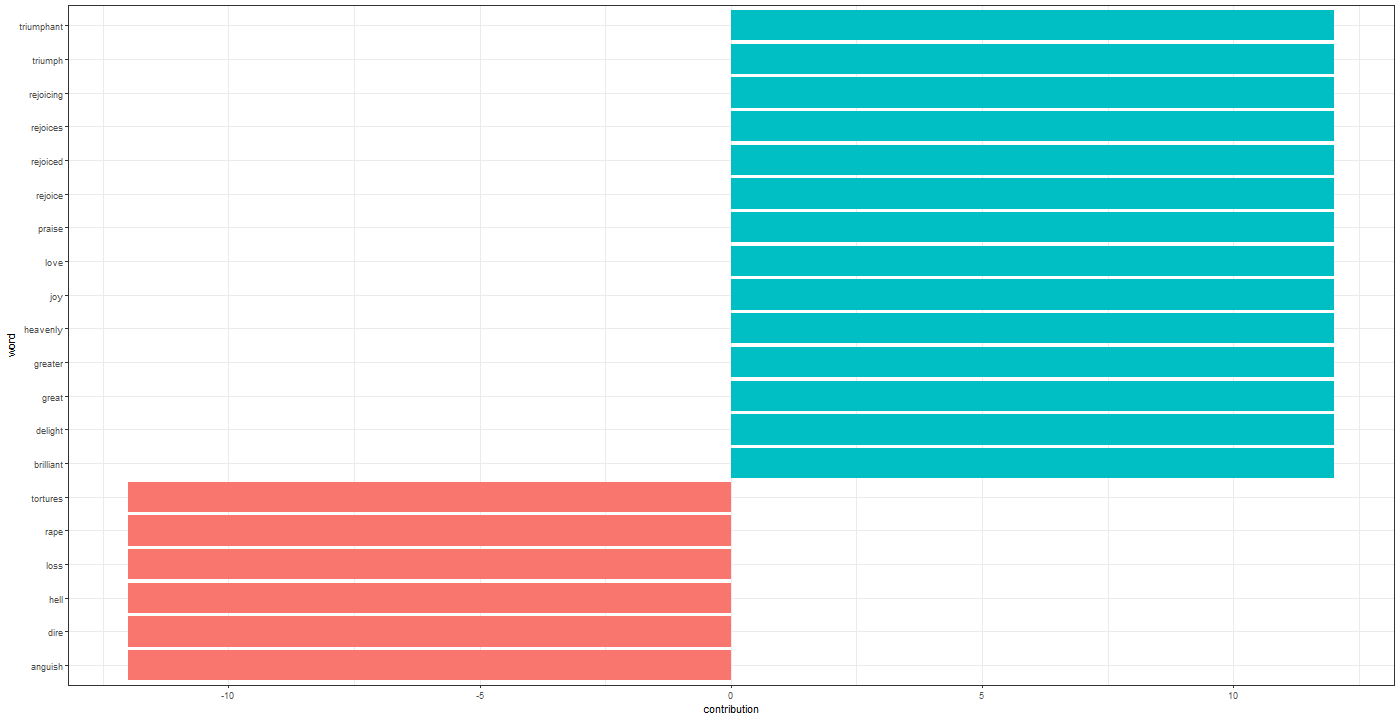 triumphant
triumph
rejoicing
rejoices
rejoiced
rejoice
praise
love
joy
heavenly
greater
great
delight
brilliant
tortures
rape
loss
hell
dire
anguish
word
-10 -5 0 5 10
contribution